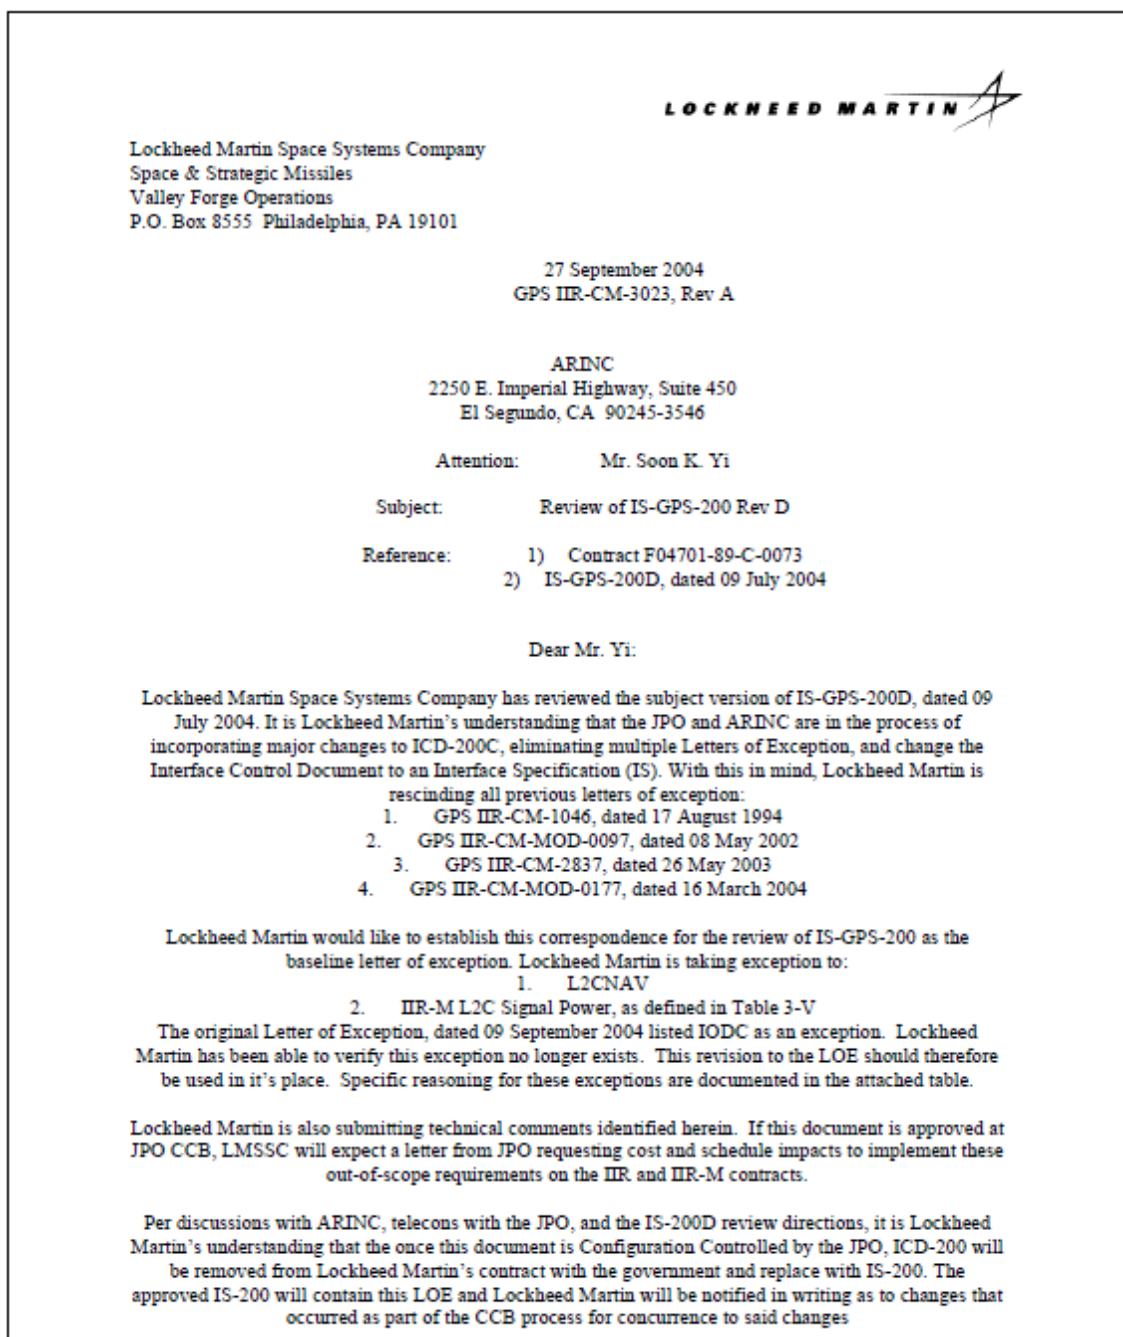 LOCKHEED MARTIN
Lockheed Martin Space Systems Company
Space & Strategic Missiles
Valley Forge Operations
P.O. Box 8555 Philadelphia, PA 19101
27 September 2004
GPS IIR-CM-3023, Rev A
ARINC
2250 E. Imperial Highway, Suite 450
El Segundo, CA 90245-3546
Attention: Mr. Soon K. Yi
Subject: Review of IS-GPS-200 Rev D
Reference: 1) Contract F04701-89-C-0073
2) IS-GPS-200D, dated 09 July 2004
Dear Mr. Yi:
Lockheed Martin Space Systems Company has reviewed the subject version of IS-GPS-200D, dated 09
July 2004. It is Lockheed Martin's understanding that the JPO and ARINC are in the process of
incorporating major changes to ICD-200C, eliminating multiple Letters of Exception, and change the
Interface Control Document to an Interface Specification (IS). With this in mind, Lockheed Martin is
rescinding all previous letters of exception:
1. GPS IIR-CM-1046, dated 17 August 1994
2. GPS IIR-CM-MOD-0097, dated 08 May 2002
3. GPS IIR-CM-2837, dated 26 May 2003
4. GPS IIR-CM-MOD-0177, dated 16 March 2004
Lockheed Martin would like to establish this correspondence for the review of IS-GPS-200 as the
baseline letter of exception. Lockheed Martin is taking exception to:
1. L2CNAV
2. IIR-M L2C Signal Power, as defined in Table 3-V
The original Letter of Exception, dated 09 September 2004 listed IODC as an exception. Lockheed
Martin has been able to verify this exception no longer exists. This revision to the LOE should therefore
be used in it's place. Specific reasoning for these exceptions are documented in the attached table.
Lockheed Martin is also submitting technical comments identified herein. If this document is approved at
JPO CCB, LMSSC will expect a letter from JPO requesting cost and schedule impacts to implement these
out-of-scope requirements on the IIR and IIR-M contracts.
Per discussions with ARINC, telecons with the JPO, and the IS-200D review directions, it is Lockheed
Martin's understanding that the once this document is Configuration Controlled by the JPO, ICD-200 will
be removed from Lockheed Martin's contract with the government and replace with IS-200. The
approved IS-200 will contain this LOE and Lockheed Martin will be notified in writing as to changes that
occurred as part of the CCB process for concurrence to said changes